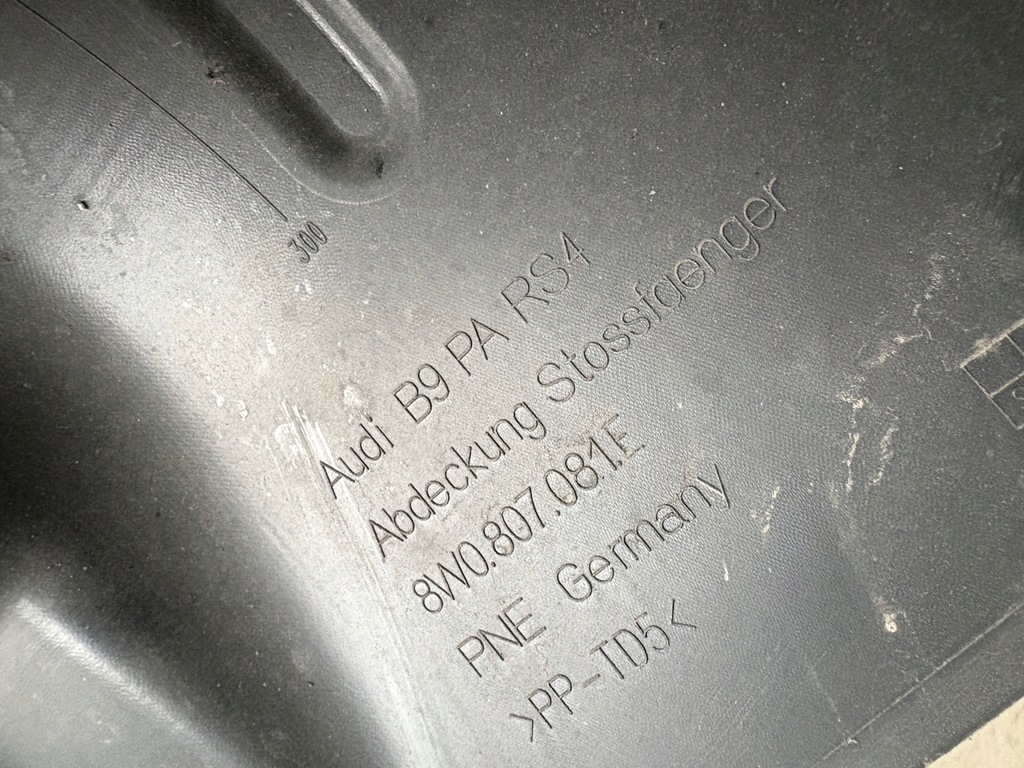 300
Audi B9 PA RS4
Abdeckung Stossfaenger
8W0.807.081.E
PNE Germany
>PP-TD5<